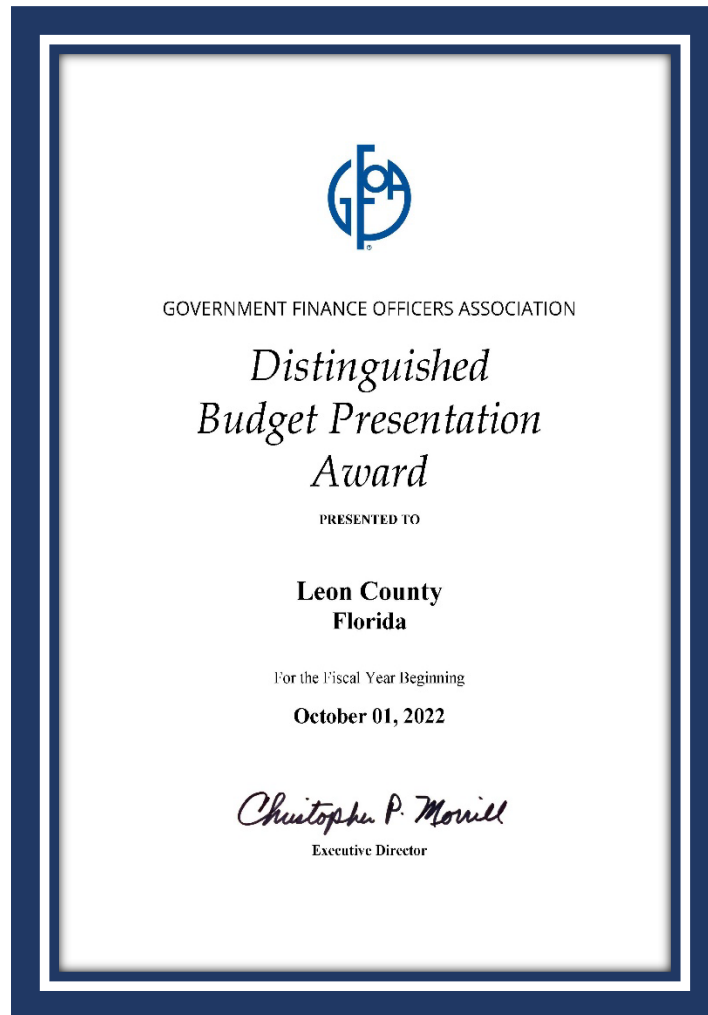 GFOA
GOVERNMENT FINANCE OFFICERS ASSOCIATION
Distinguished
Budget Presentation
Award
PRESENTED TO
Leon County
Florida
For the Fiscal Year Beginning
October 01, 2022
Christopher P. Morrill
Executive Director